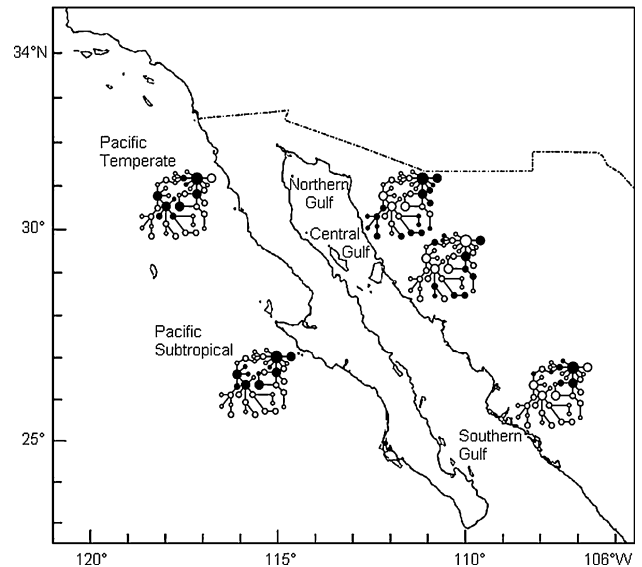 34°N
Pacific
Temperate
Northern
Gulf
30°
Central
Gulf
Pacific
Subtropical
25°
Southern
Gulf
120°
115°
110°
106°W